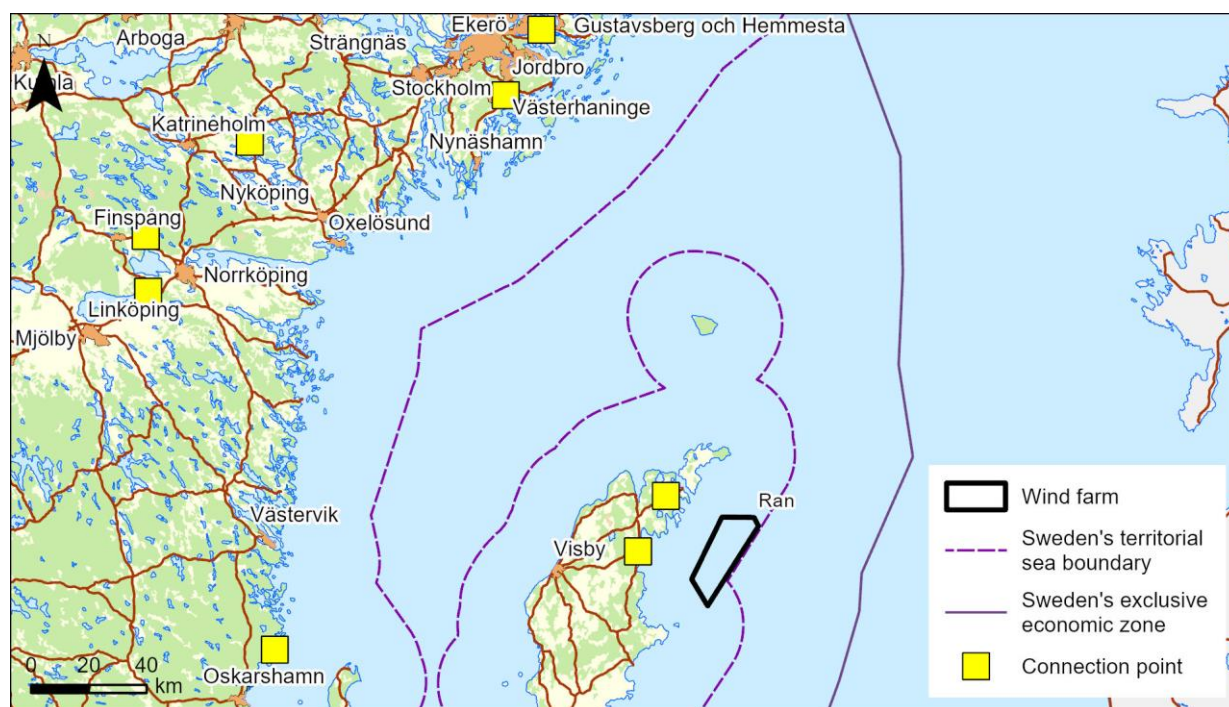 Ekerö
Gustavsberg och Hemmesta
Arboga
Strängnäs
N
Jordbro
Kumla
Stockholm
Västerhaninge
Katrineholm
Nynäshamn
Nyköping
Finspång
Oxelösund
Norrköping
Linköping
Mjölby
Ran
Wind farm
Västervik
Sweden's territorial
sea boundary
Visby
Sweden's exclusive
economic zone
Connection point
0 20 40
km
Oskarshamn